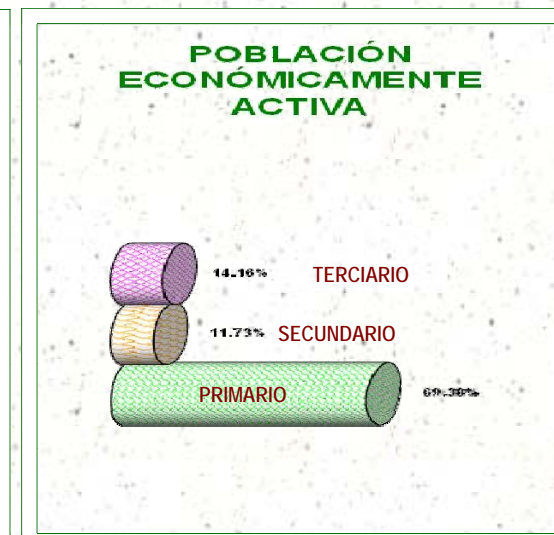 POBLACIÓN
ECONÓMICAMENTE
ACTIVA
14.16% TERCIARIO
11.73% SECUNDARIO
PRIMARIO